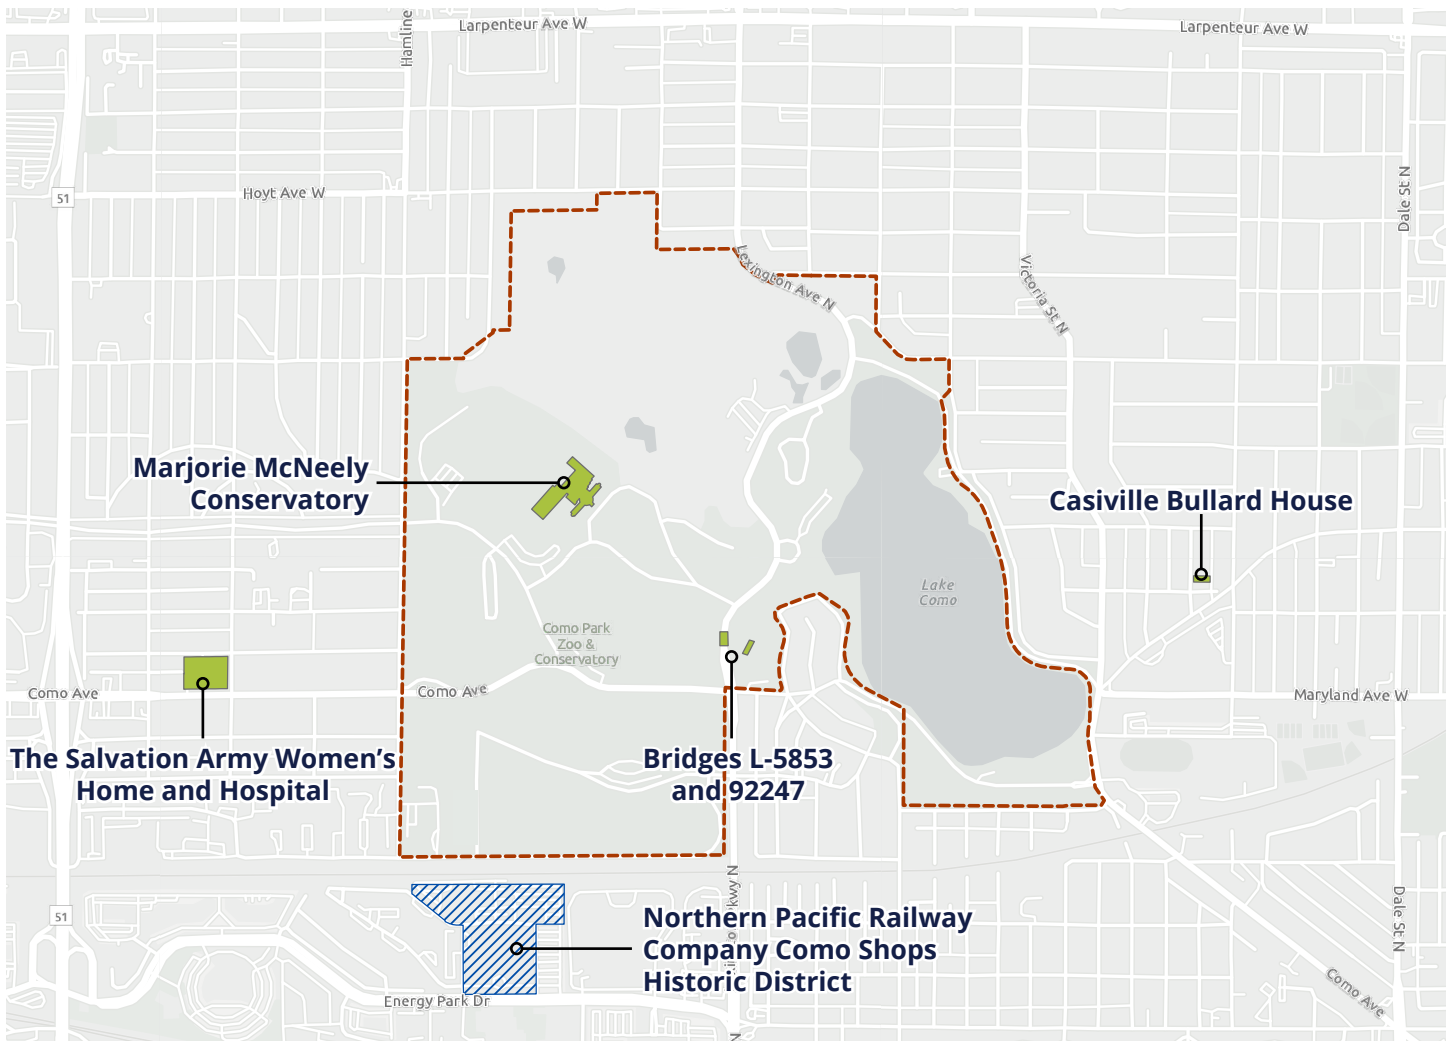 Larpenteur Ave W
Larpenteur Ave W
Hamline
Hoyt Ave W
51
Dale St N
Lexington Ave N
Victoria St N
Marjorie McNeely
Conservatory
Casiville Bullard House
Lake
Como
Como Park
Zoo &
Conservatory
Como Ave
Como Ave
Maryland Ave W
The Salvation Army Women's
Home and Hospital
Bridges L-5853
and 92247
51
Pkwy N
Northern Pacific Railway
Company Como Shops
Historic District
Dale St N
Energy Park Dr
Como Ave
N